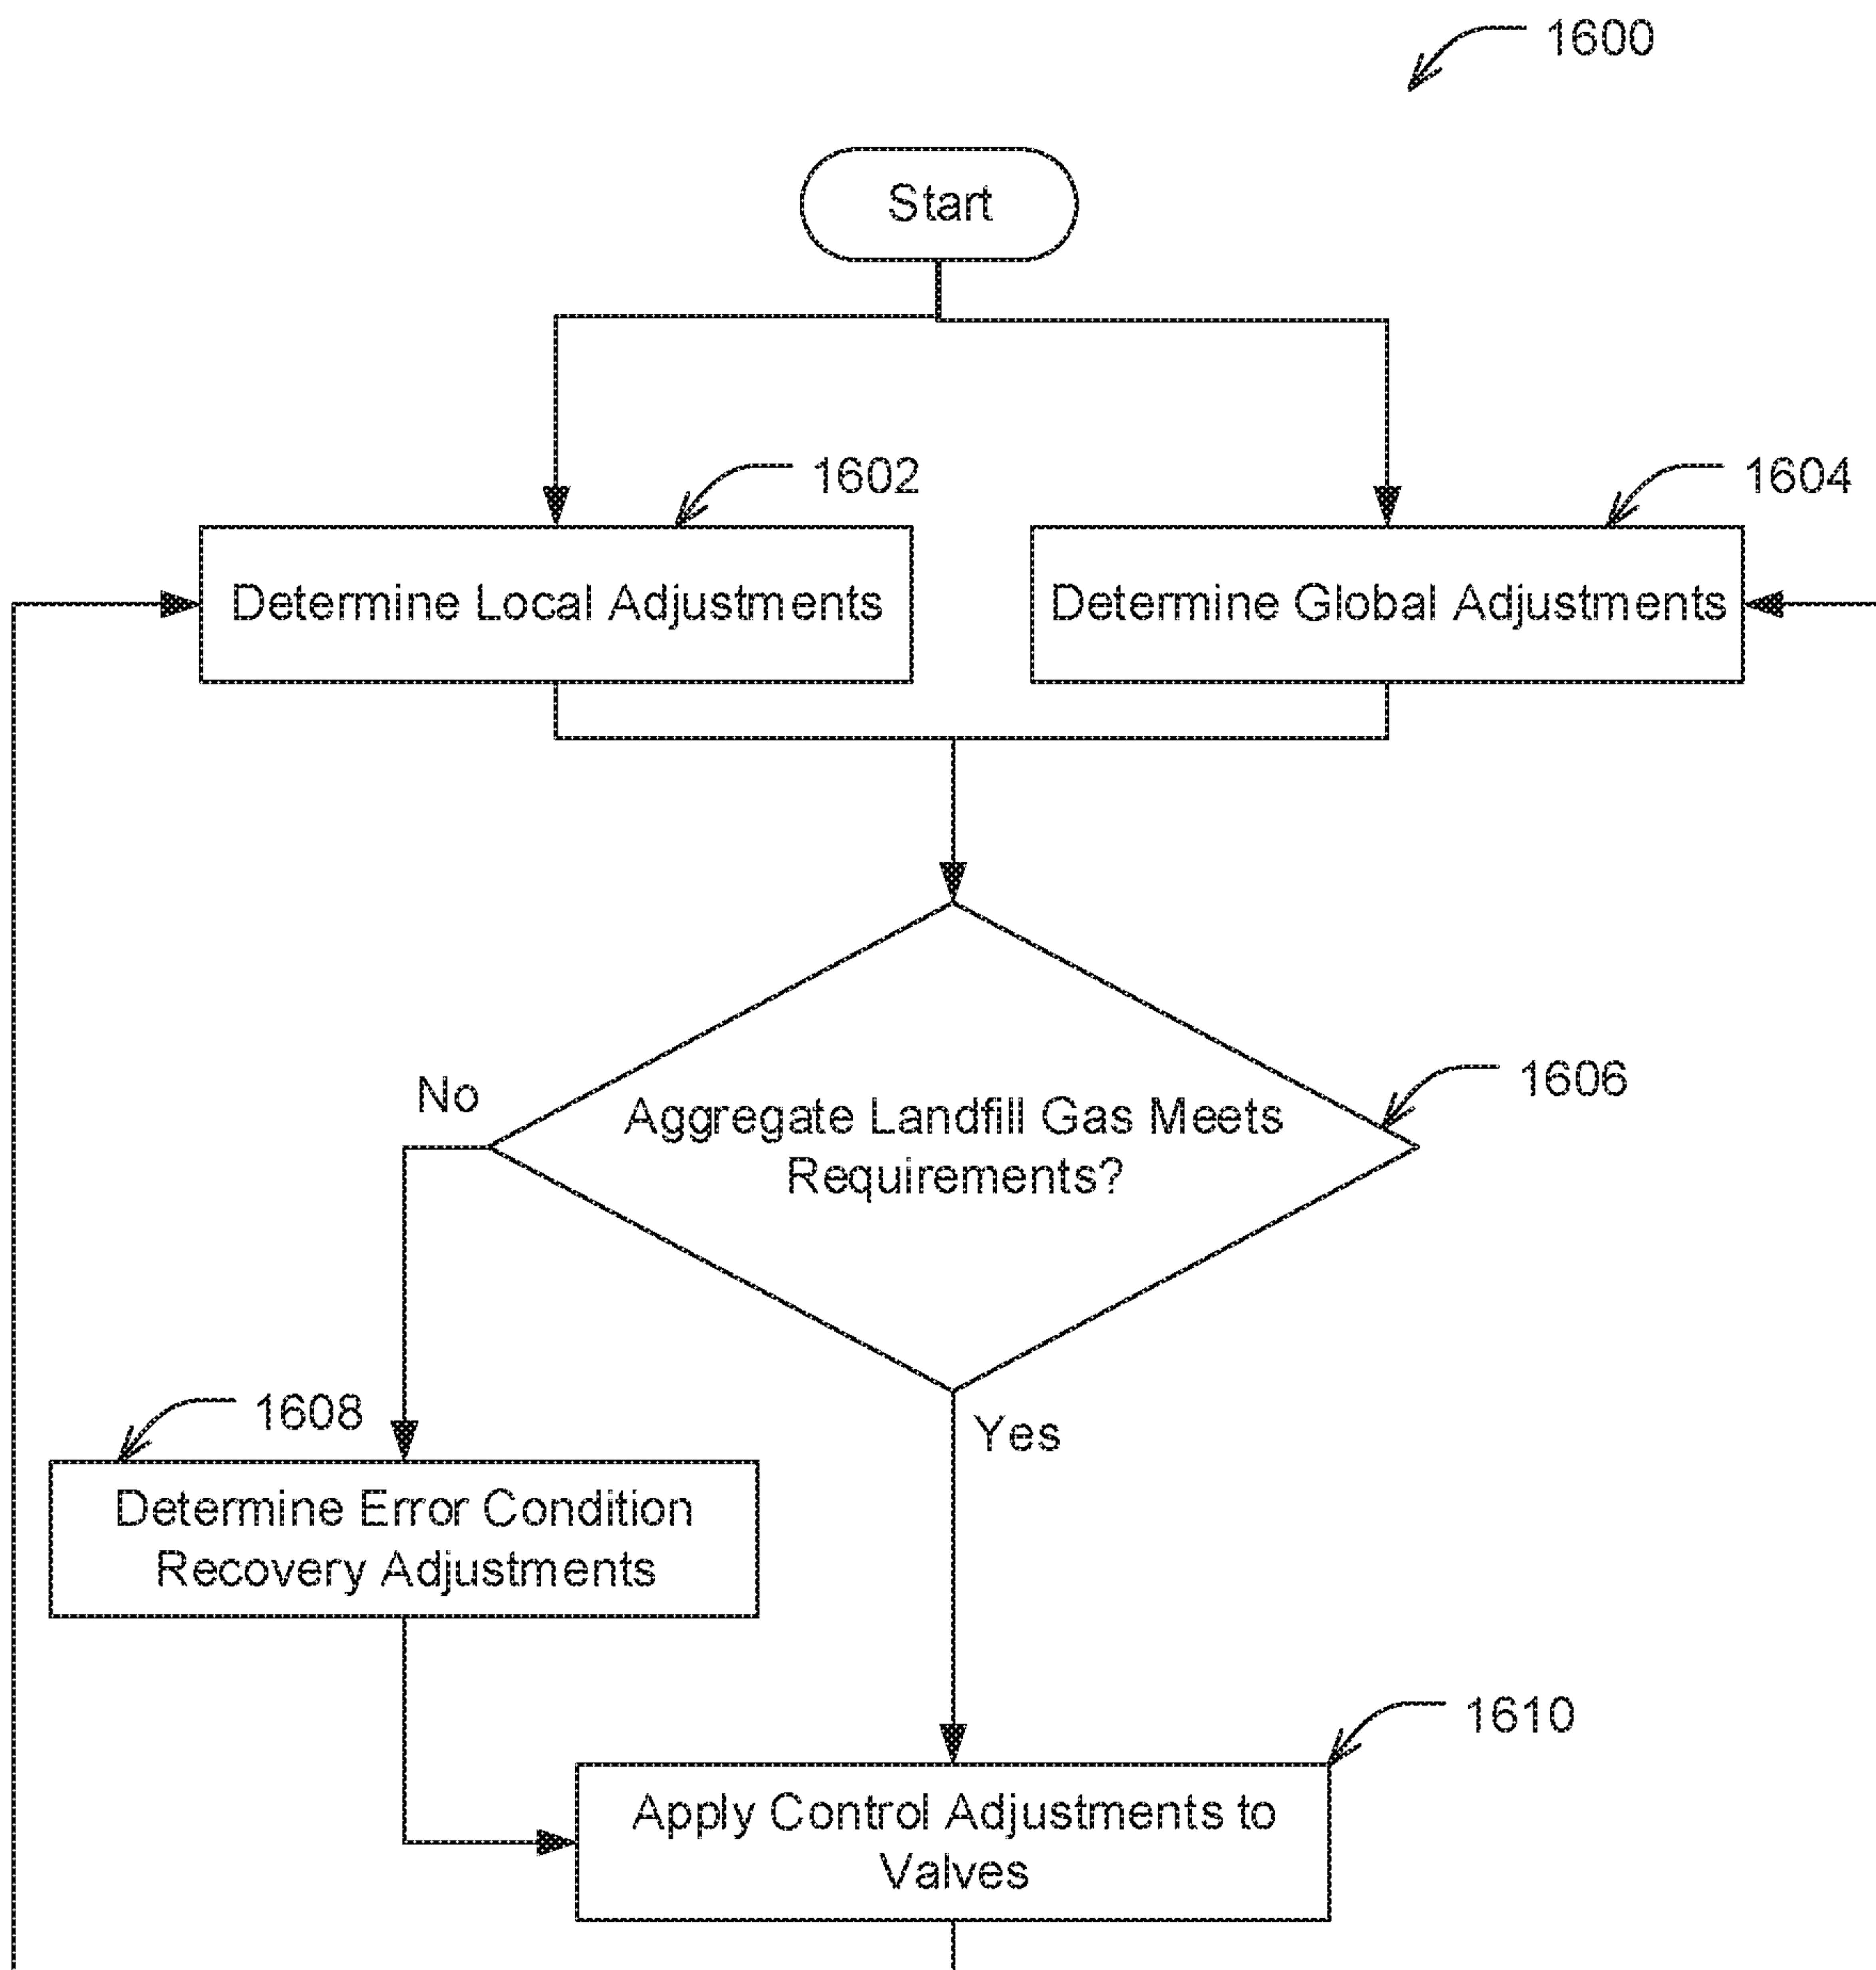 1600
Start
1602
1604
Determine Local Adjustments
Determine Global Adjustments
1606
No
Aggregate Landfill Gas Meets
Requirements?
1608
Yes
Determine Error Condition
Recovery Adjustments
1610
Apply Control Adjustments to
Valves